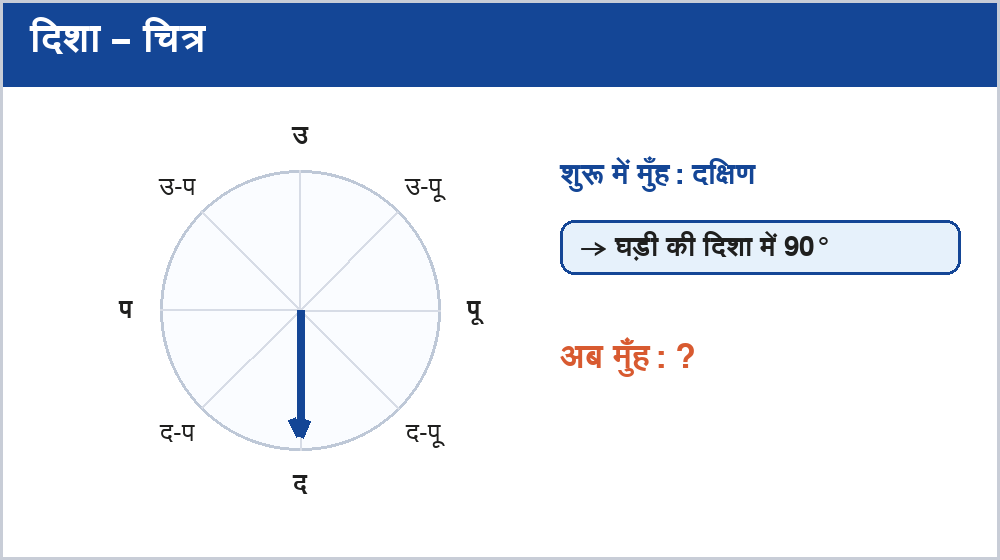 दिशा – चित्र
उ
उ-प
उ-पू
प
पू
द-प
द-पू
द
शुरू में मुँह : दक्षिण
→ घड़ी की दिशा में 90°
अब मुँह : ?